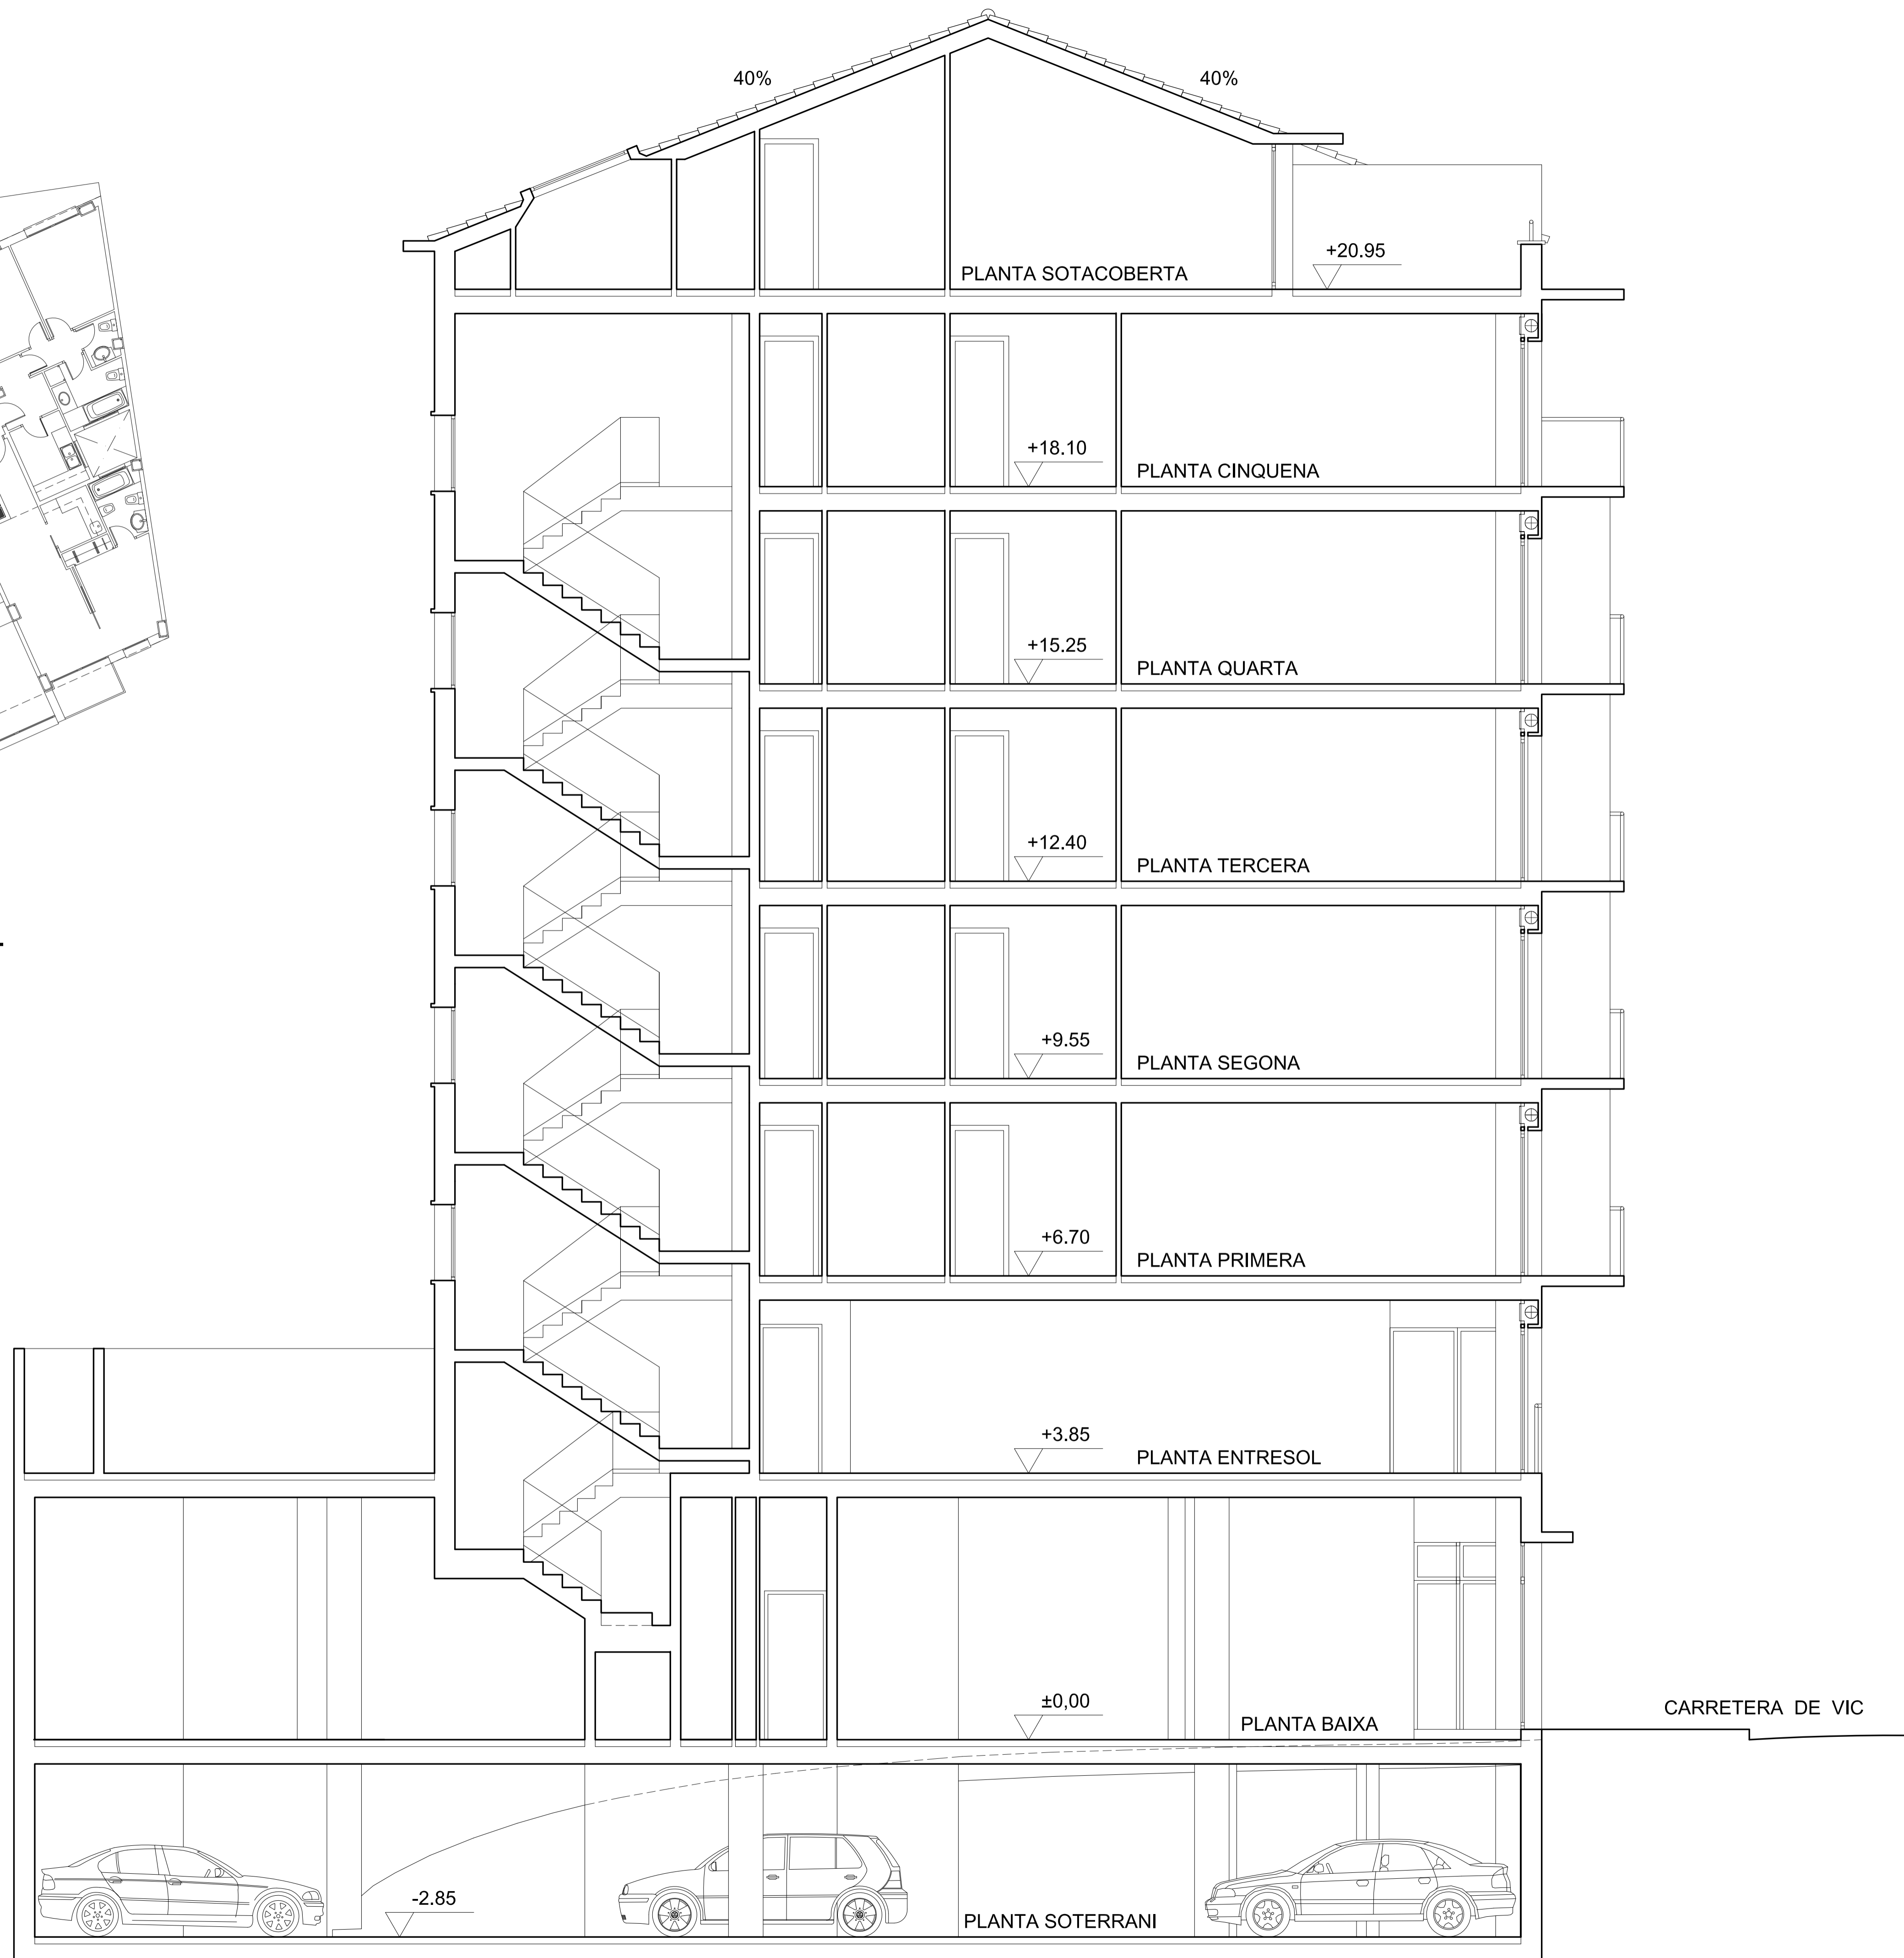 40%
40%
+20.95
PLANTA SOTACOBERTA
+18.10
PLANTA CINQUENA
+15.25
PLANTA QUARTA
+12.40
PLANTA TERCERA
+9.55
PLANTA SEGONA
+6.70
PLANTA PRIMERA
+3.85
PLANTA ENTRESOL
±0,00
PLANTA BAIXA
CARRETERA DE VIC
-2.85
PLANTA SOTERRANI